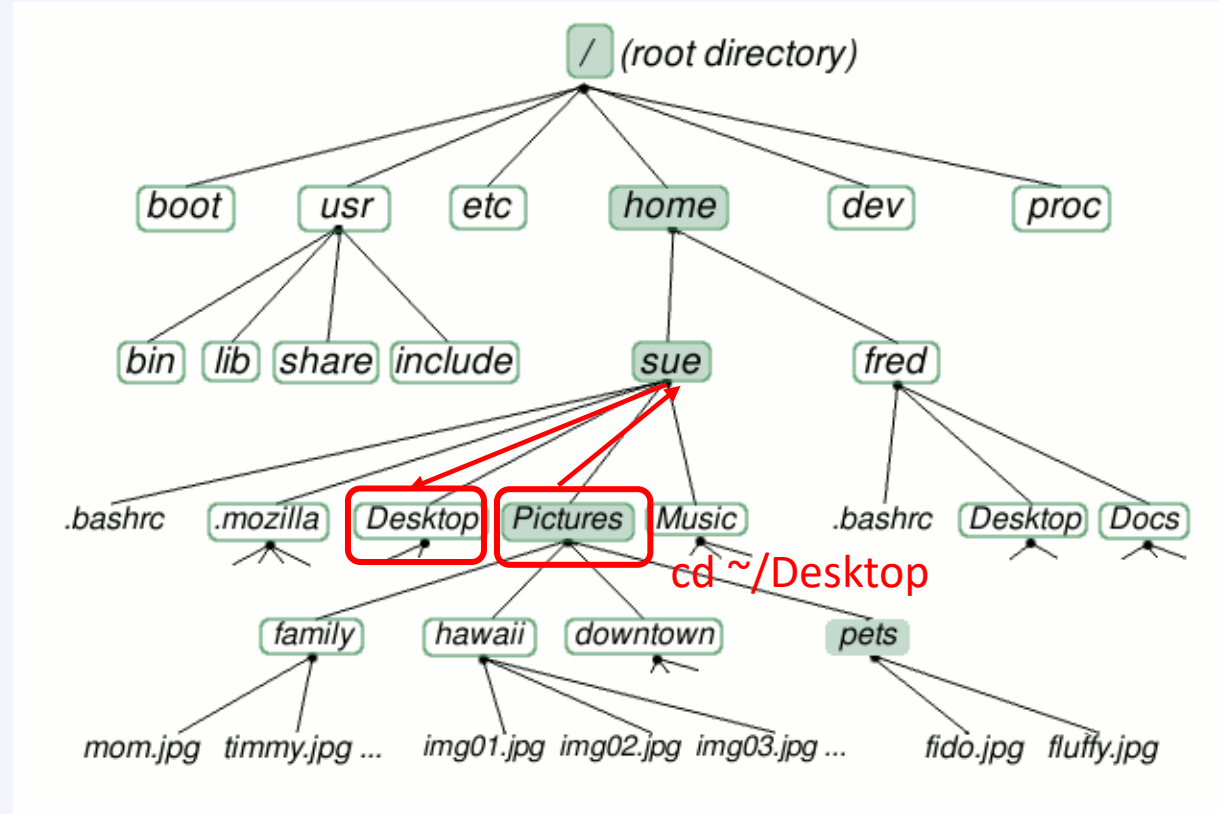 / (root directory)
boot usr etc home dev proc
bin lib share include sue fred
.bashrc .mozilla Desktop Pictures Music .bashrc Desktop Docs
cd ~/Desktop
family hawaii downtown pets
mom.jpg timmy.jpg ... img01.jpg img02.jpg img03.jpg ... fido.jpg fluffy.jpg